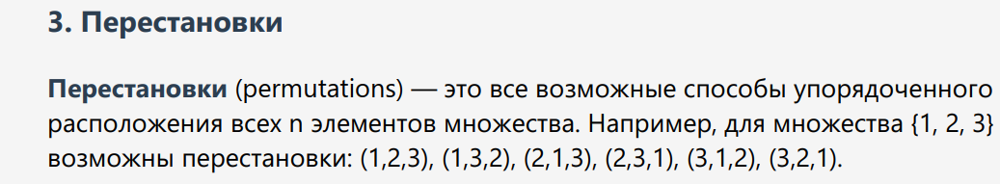 3. Перестановки
Перестановки (permutations) — это все возможные способы упорядоченного
расположения всех n элементов множества. Например, для множества {1, 2, 3}
возможны перестановки: (1,2,3), (1,3,2), (2,1,3), (2,3,1), (3,1,2), (3,2,1).